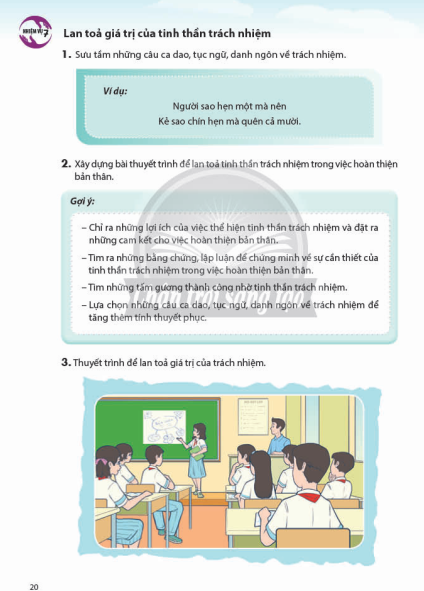 NHIỆM VỤ 7
Lan toả giá trị của tinh thần trách nhiệm
1. Sưu tầm những câu ca dao, tục ngữ, danh ngôn về trách nhiệm.
Ví dụ:
Người sao hẹn một mà nên
Kẻ sao chín hẹn mà quên cả mười.
2. Xây dựng bài thuyết trình để lan toả tinh thần trách nhiệm trong việc hoàn thiện
bản thân.
Gợi ý:
– Chỉ ra những lợi ích của việc thể hiện tinh thần trách nhiệm và đặt ra
những cam kết cho việc hoàn thiện bản thân.
– Tìm ra những bằng chứng, lập luận để chứng minh về sự cần thiết của
tinh thần trách nhiệm trong việc hoàn thiện bản thân.
– Tìm những tấm gương thành công nhờ tinh thần trách nhiệm.
– Lựa chọn những câu ca dao, tục ngữ, danh ngôn về trách nhiệm để
tăng thêm tính thuyết phục.
Chân trời sáng tạo
3. Thuyết trình để lan toả giá trị của trách nhiệm.
20